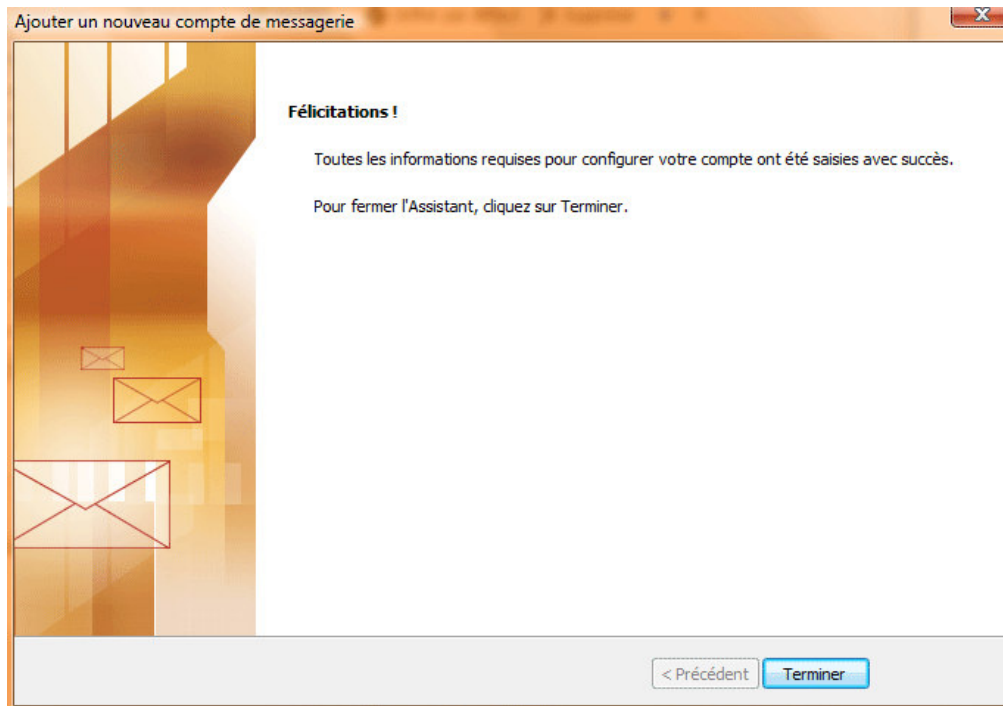 Ajouter un nouveau compte de messagerie
Félicitations !
Toutes les informations requises pour configurer votre compte ont été saisies avec succès.
Pour fermer l'Assistant, cliquez sur Terminer.
< Précédent
Terminer